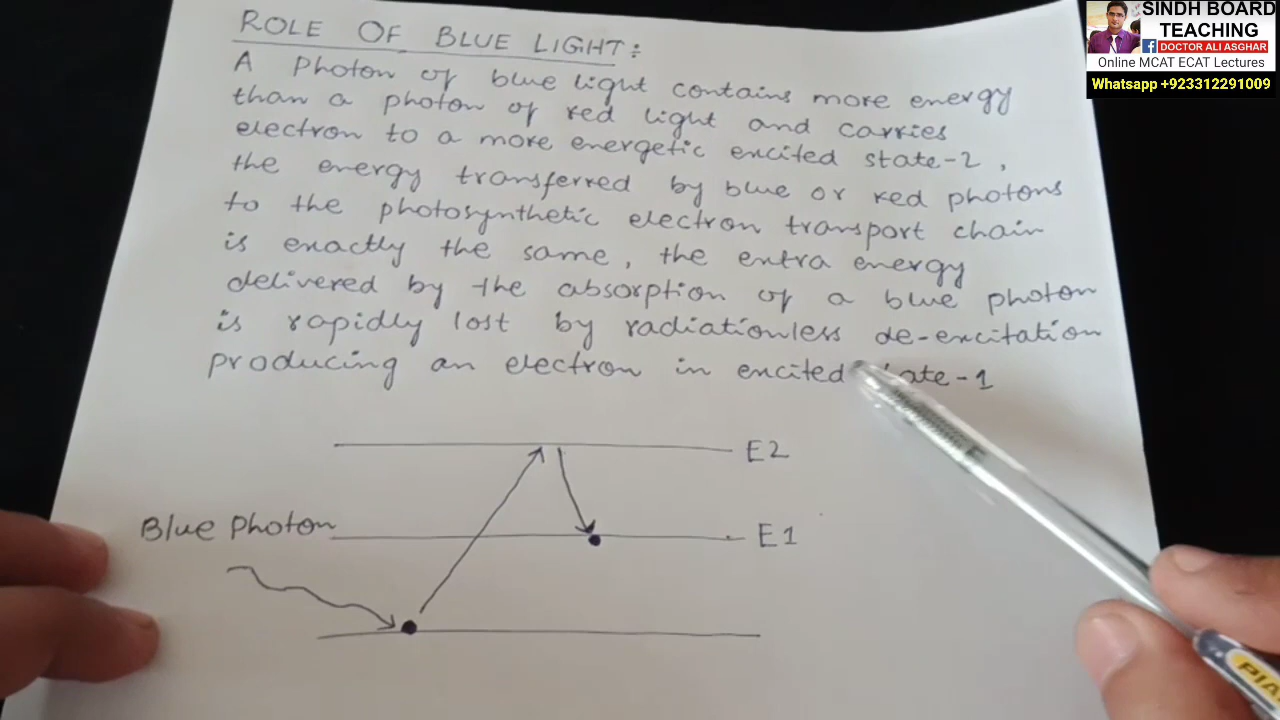 SINDH BOARD
TEACHING
DOCTOR ALI ASGHAR
Online MCAT ECAT Lectures
Whatsapp +923312291009
ROLE OF BLUE LIGHT:
A Photon of blue light contains more energy
than a photon of red light and carries
electron to a more energetic excited state-2,
the energy transferred by blue or red photons
to the photosynthetic electron transport chain
is exactly the same, the extra energy
delivered by the absorption of a blue photon
is rapidly lost by radiationless de-excitation
producing an electron in excited state-1
E2
Blue Photon
E1
PIA